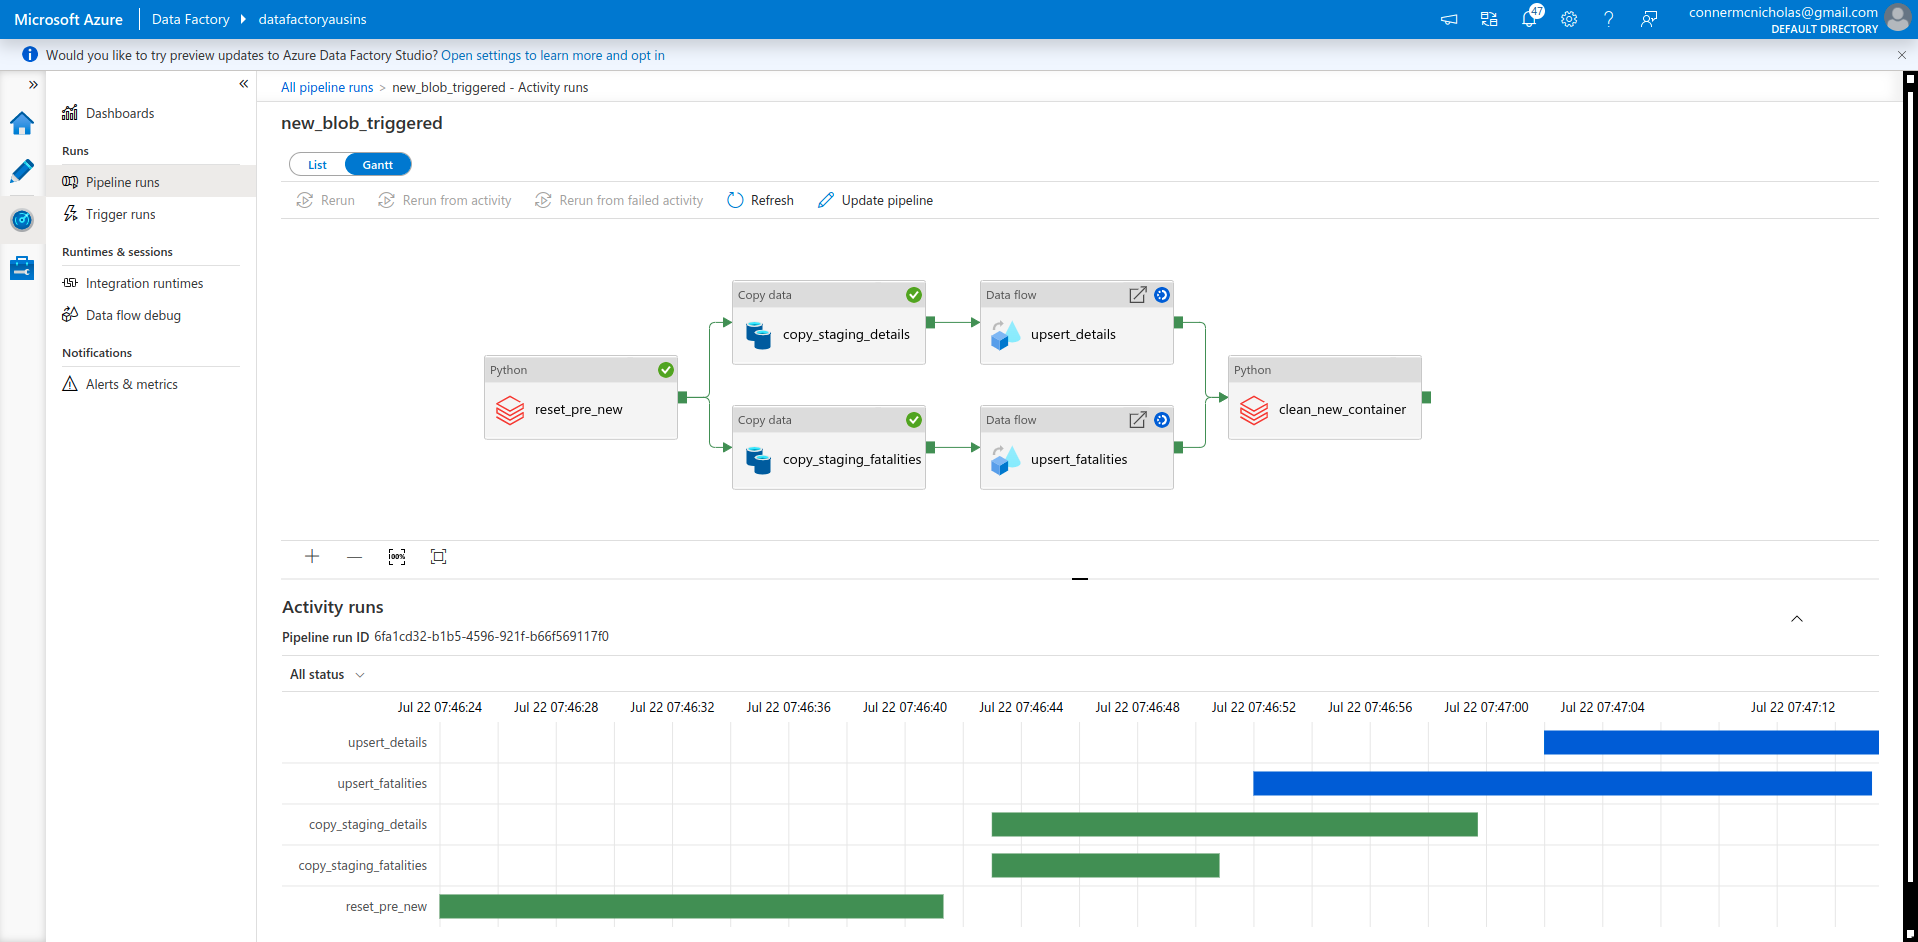 Microsoft Azure
Data Factory
datafactoryausins
47
connermcnicholas@gmail.com
DEFAULT DIRECTORY
Would you like to try preview updates to Azure Data Factory Studio? Open settings to learn more and opt in
Dashboards
Runs
Pipeline runs
Trigger runs
Runtimes & sessions
Integration runtimes
Data flow debug
Notifications
Alerts & metrics
All pipeline runs > new_blob_triggered - Activity runs
new_blob_triggered
List
Gantt
Rerun
Rerun from activity
Rerun from failed activity
Refresh
Update pipeline
Python
reset_pre_new
Copy data
copy_staging_details
Copy data
copy_staging_fatalities
Data flow
upsert_details
Data flow
upsert_fatalities
Python
clean_new_container
100%
Activity runs
Pipeline run ID 6fa1cd32-b1b5-4596-921f-b66f569117f0
All status
Jul 22 07:46:24 Jul 22 07:46:28 Jul 22 07:46:32 Jul 22 07:46:36 Jul 22 07:46:40 Jul 22 07:46:44 Jul 22 07:46:48 Jul 22 07:46:52 Jul 22 07:46:56 Jul 22 07:47:00 Jul 22 07:47:04 Jul 22 07:47:12
upsert_details
upsert_fatalities
copy_staging_details
copy_staging_fatalities
reset_pre_new